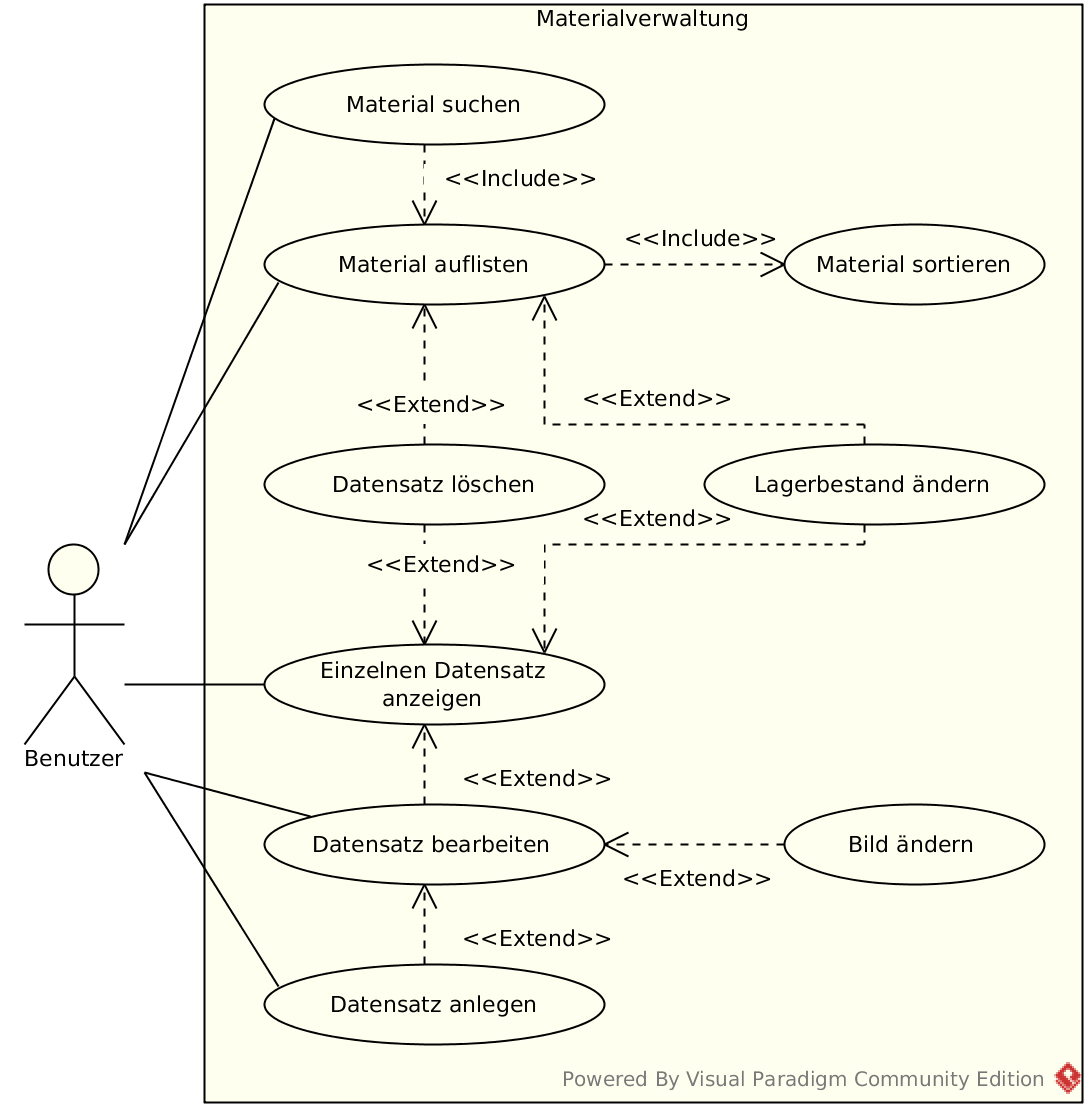 Materialverwaltung
Material suchen
<<Include>>
<<Include>>
Material auflisten
Material sortieren
<<Extend>>
<<Extend>>
Datensatz löschen
Lagerbestand ändern
<<Extend>>
<<Extend>>
Einzelnen Datensatz
anzeigen
Benutzer
<<Extend>>
Datensatz bearbeiten
Bild ändern
<<Extend>>
<<Extend>>
Datensatz anlegen
Powered By Visual Paradigm Community Edition